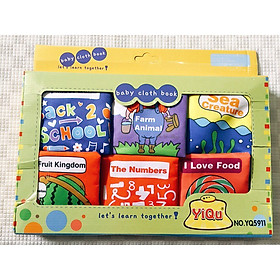 baby cloth book
let's learn together!
baby cloth book
Back 2
SCHOOL
Farm
Animal
Sea
Creature
Fruit Kingdom
The Numbers
I Love Food
let's learn together!
YiQu
NO.YQ5911